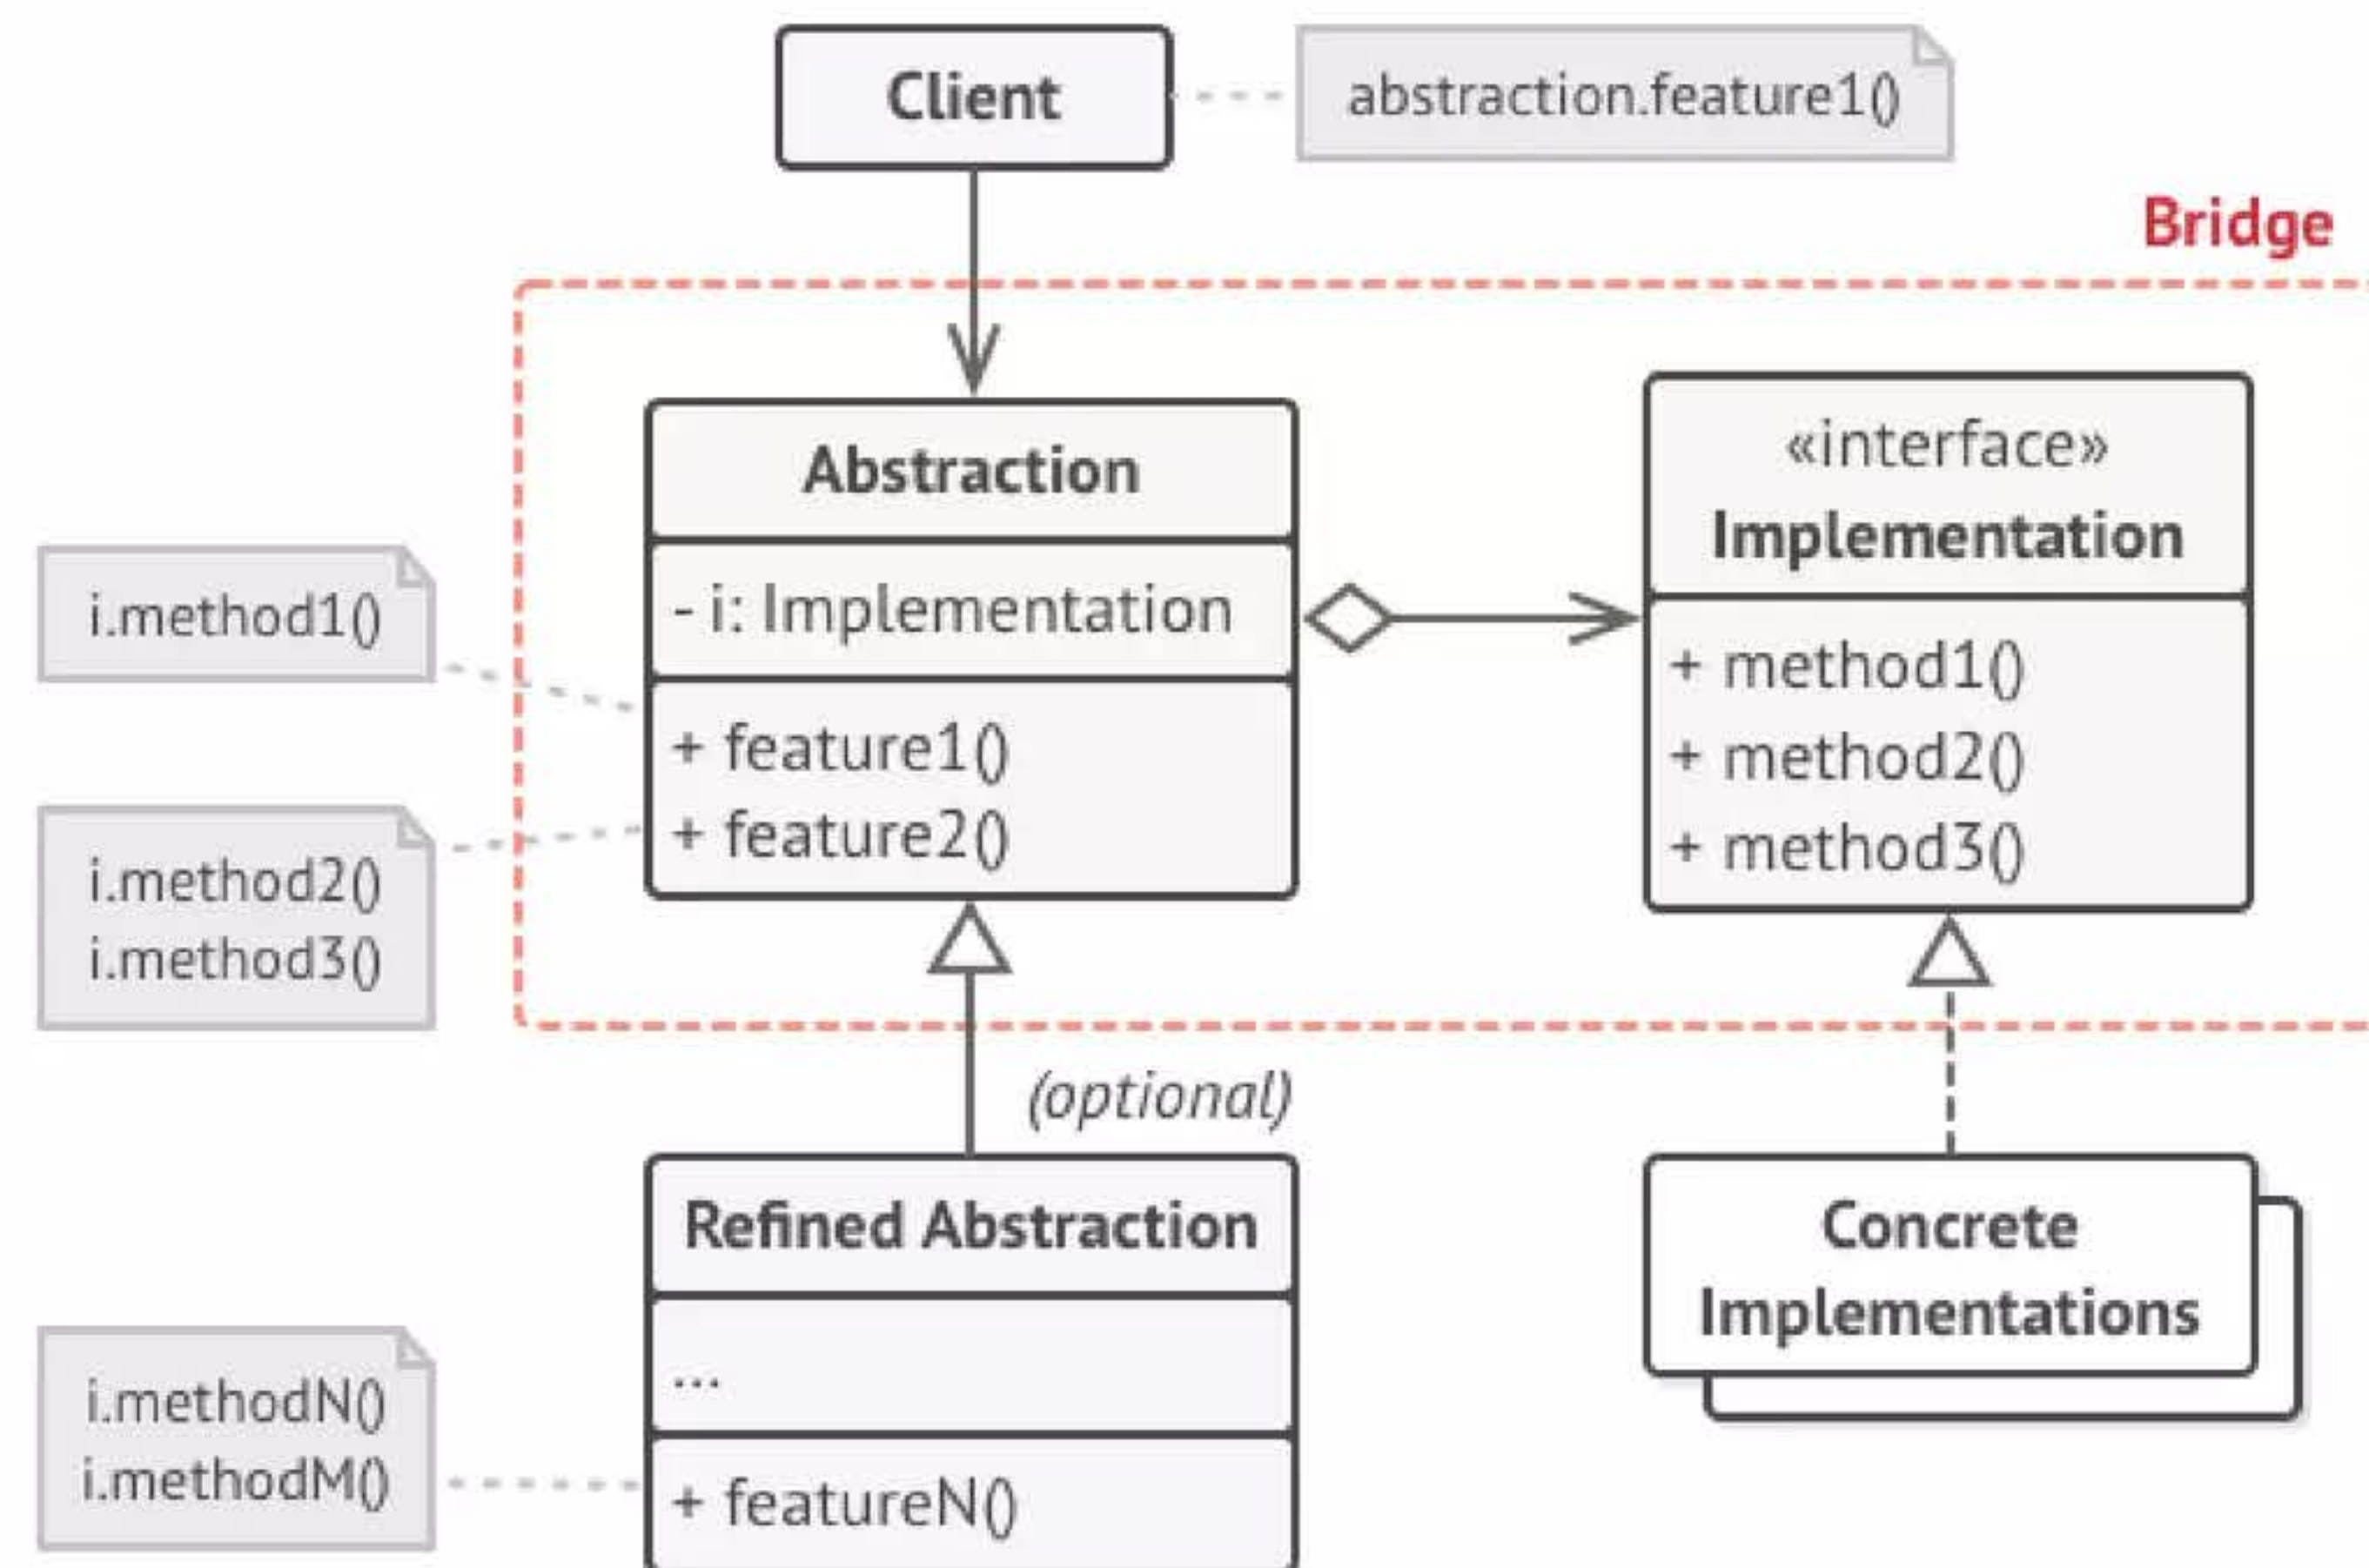 Client
abstraction.feature1()
Bridge
Abstraction
- i: Implementation
+ feature1()
+ feature2()
«interface»
Implementation
+ method1()
+ method2()
+ method3()
i.method1()
i.method2()
i.method3()
(optional)
Refined Abstraction
...
+ featureN()
Concrete
Implementations
i.methodN()
i.methodM()